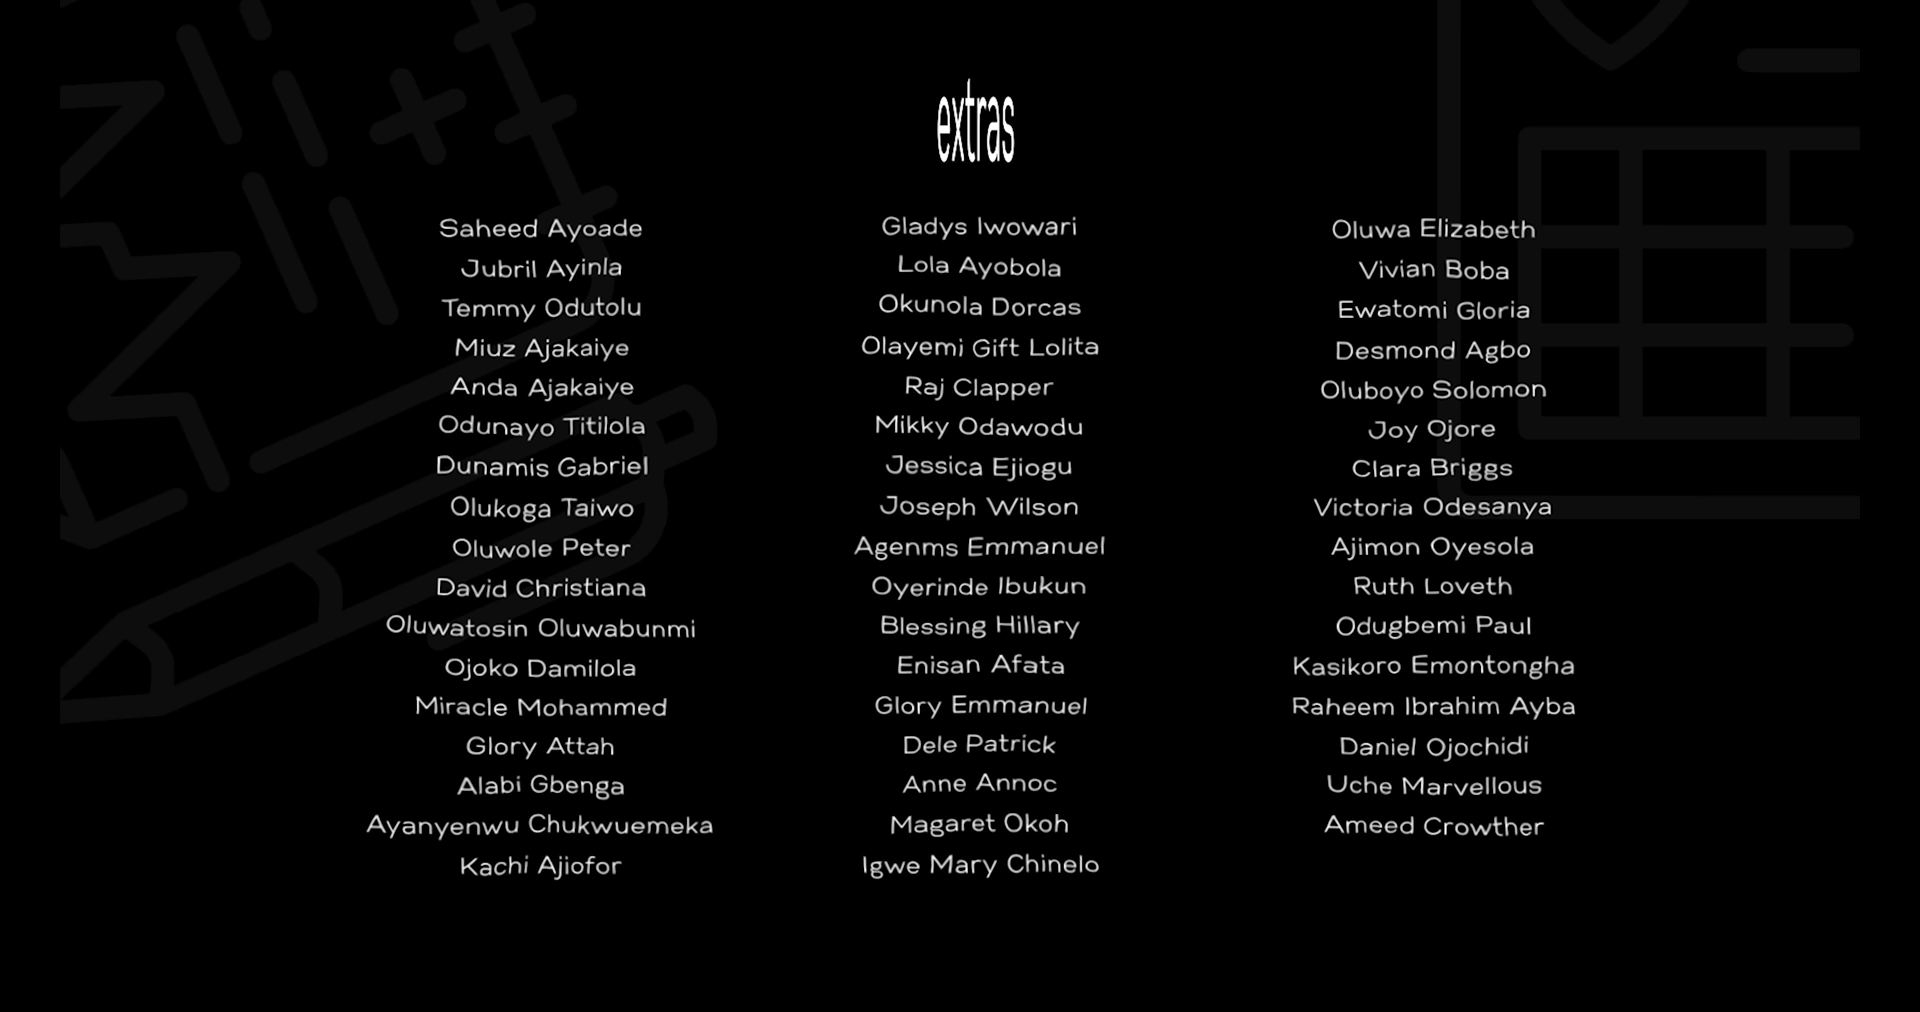 extras
Saheed Ayoade
Jubril Ayinla
Temmy Odutolu
Miuz Ajakaiye
Anda Ajakaiye
Odunayo Titilola
Dunamis Gabriel
Olukoga Taiwo
Oluwole Peter
David Christiana
Oluwatosin Oluwabunmi
Ojoko Damilola
Miracle Mohammed
Glory Attah
Alabi Gbenga
Ayanyenwu Chukwuemeka
Kachi Ajiofor
Gladys Iwowari
Lola Ayobola
Okunola Dorcas
Olayemi Gift Lolita
Raj Clapper
Mikky Odawodu
Jessica Ejiogu
Joseph Wilson
Agenms Emmanuel
Oyerinde Ibukun
Blessing Hillary
Enisan Afata
Glory Emmanuel
Dele Patrick
Anne Annoc
Magaret Okoh
Igwe Mary Chinelo
Oluwa Elizabeth
Vivian Boba
Ewatomi Gloria
Desmond Agbo
Oluboyo Solomon
Joy Ojore
Clara Briggs
Victoria Odesanya
Ajimon Oyesola
Ruth Loveth
Odugbemi Paul
Kasikoro Emontongha
Raheem Ibrahim Ayba
Daniel Ojochidi
Uche Marvellous
Ameed Crowther